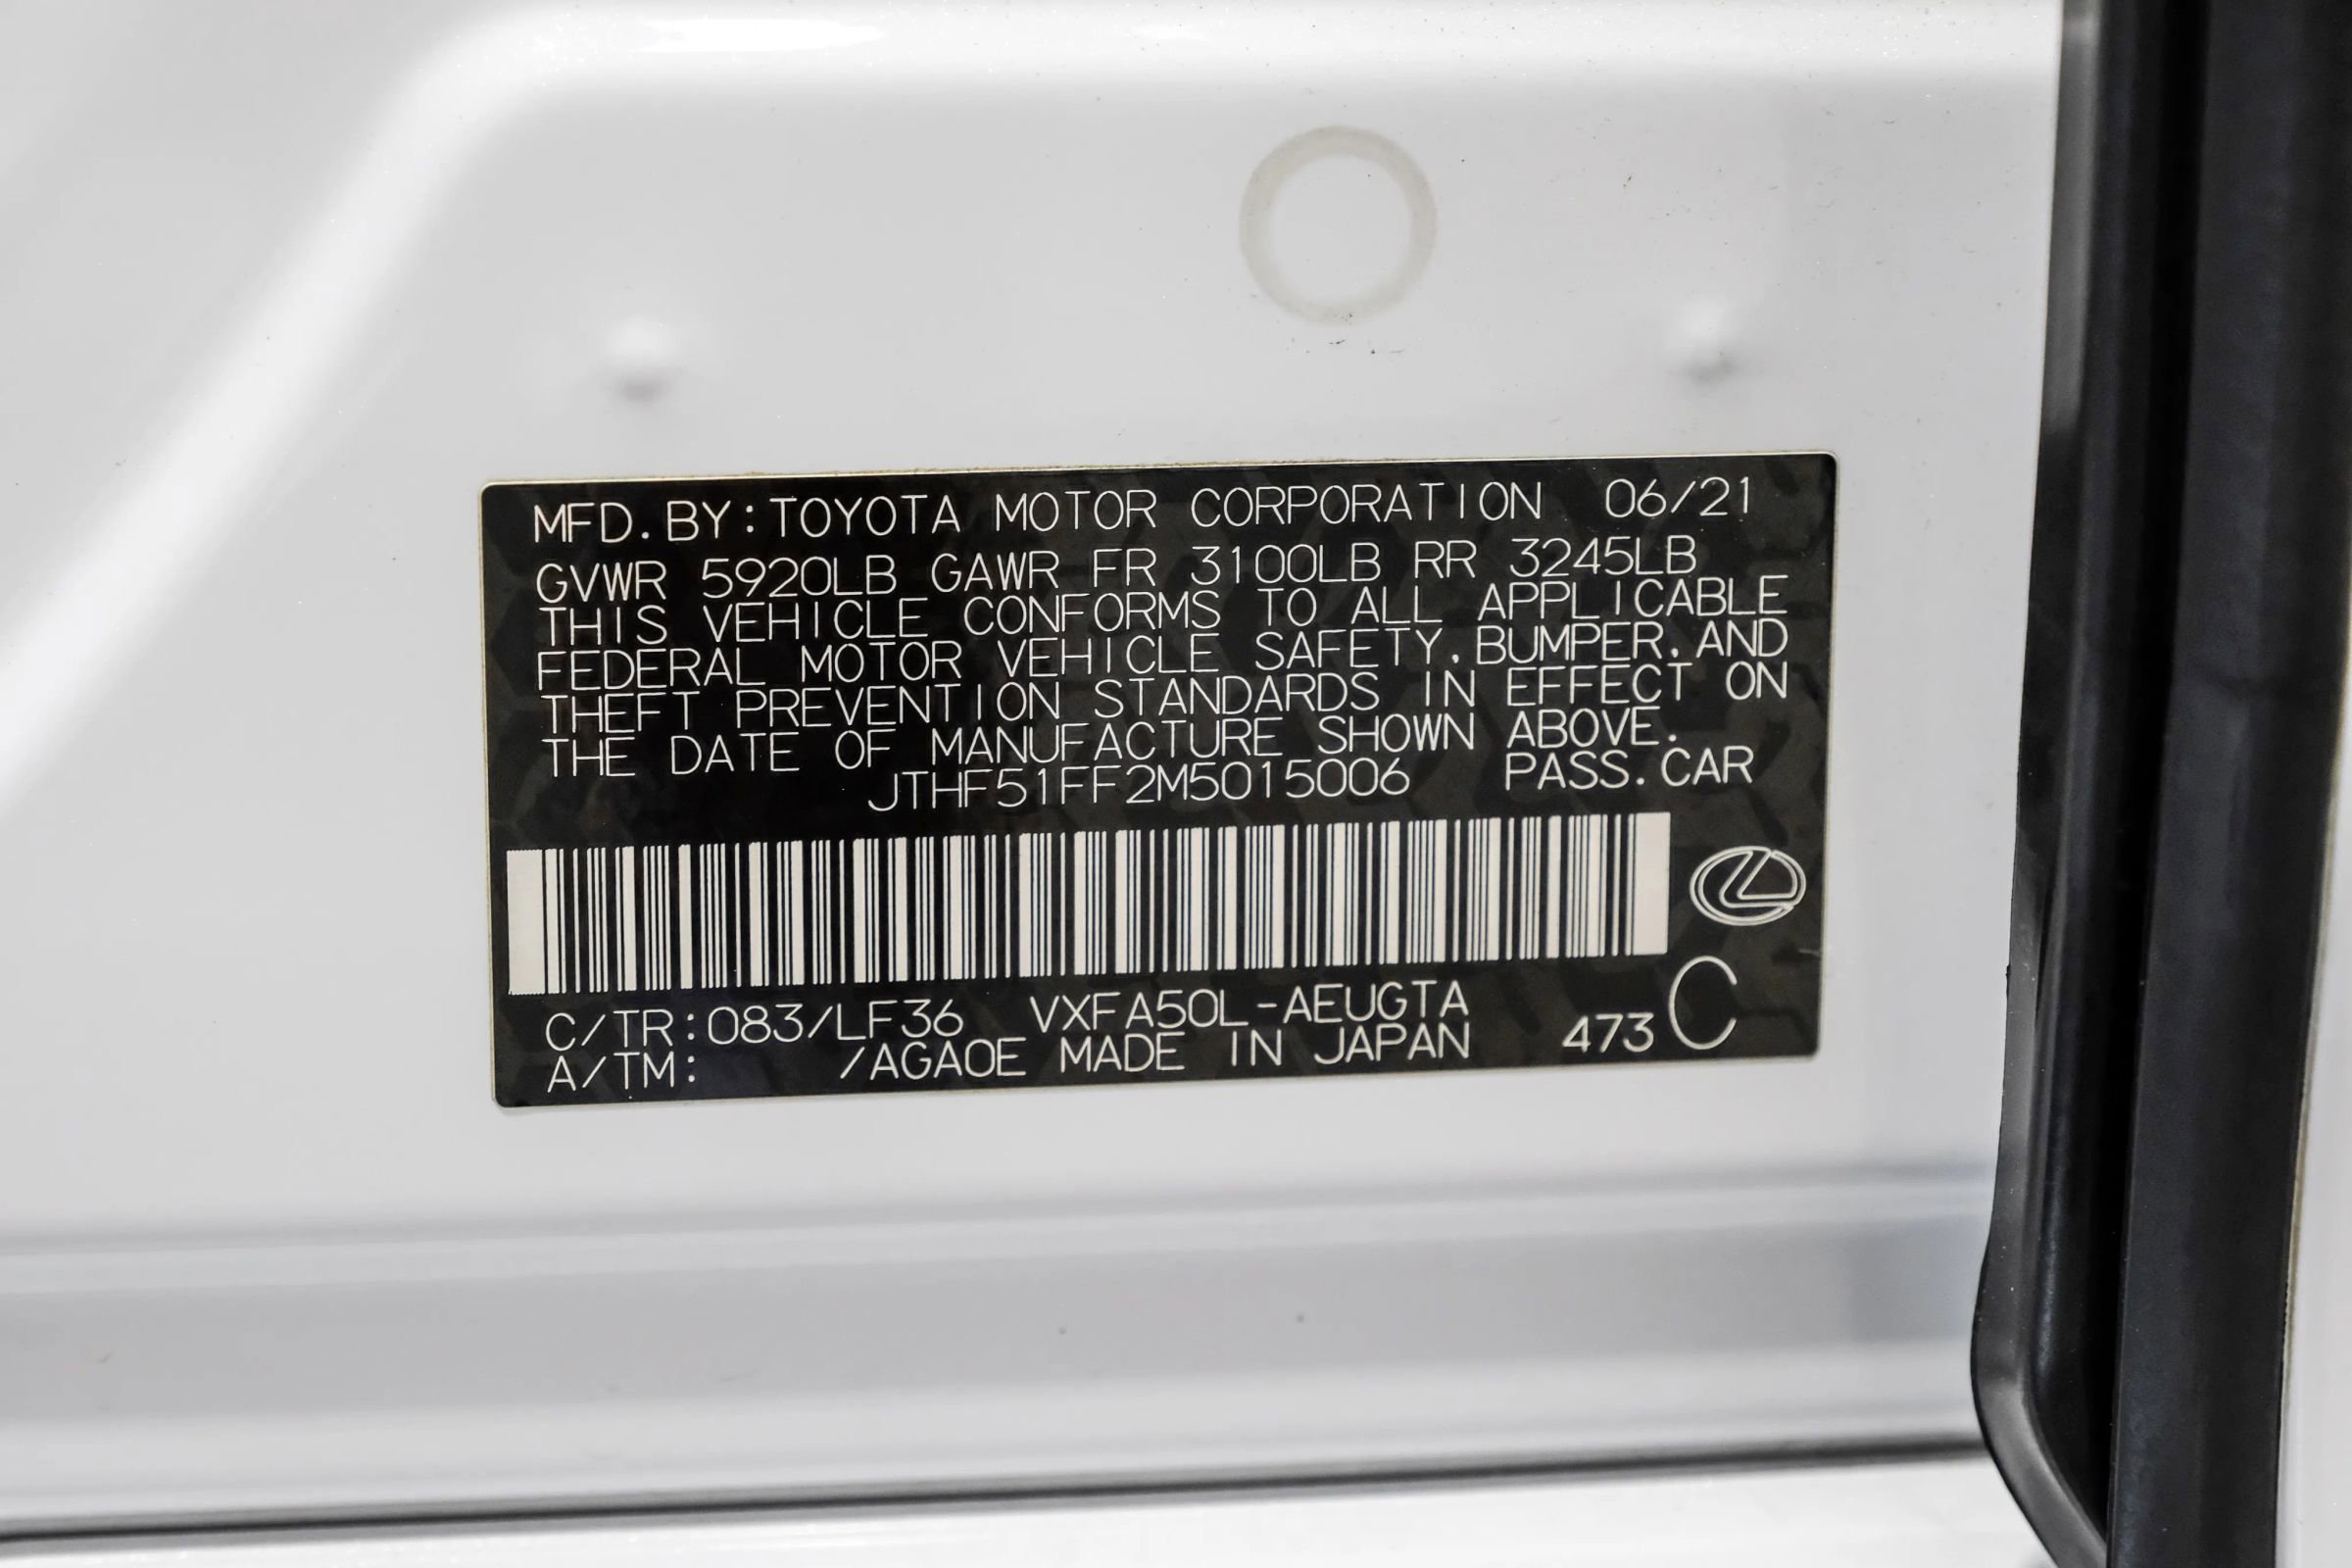 MFD.BY:TOYOTA MOTOR CORPORATION 06/21
GVWR 5920LB GAWR FR 3100LB RR 3245LB
THIS VEHICLE CONFORMS TO ALL APPLICABLE
FEDERAL MOTOR VEHICLE SAFETY,BUMPER,AND
THEFT PREVENTION STANDARDS IN EFFECT ON
THE DATE OF MANUFACTURE SHOWN ABOVE.
JTHF51FF2M5015006 PASS.CAR
C/TR:083/LF36 VXFA50L-AEUGTA
A/TM: /AGA0E MADE IN JAPAN 473 C